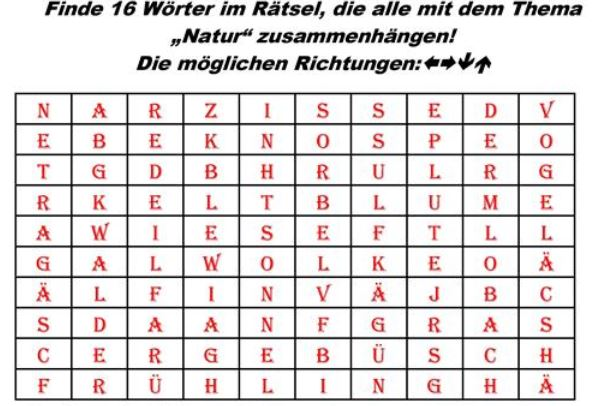 Finde 16 Wörter im Rätsel, die alle mit dem Thema
„Natur“ zusammenhängen!
Die möglichen Richtungen:
N A R Z I S S E D V
E B E K N O S P E O
T G D B H R U L R G
R K E L T B L U M E
A W I E S E F T L L
G A L W O L K E O Ä
Ä L F I N V Ä J B C
S D A A N F G R A S
C E R G E B Ü S C H
F R Ü H L I N G H Ä